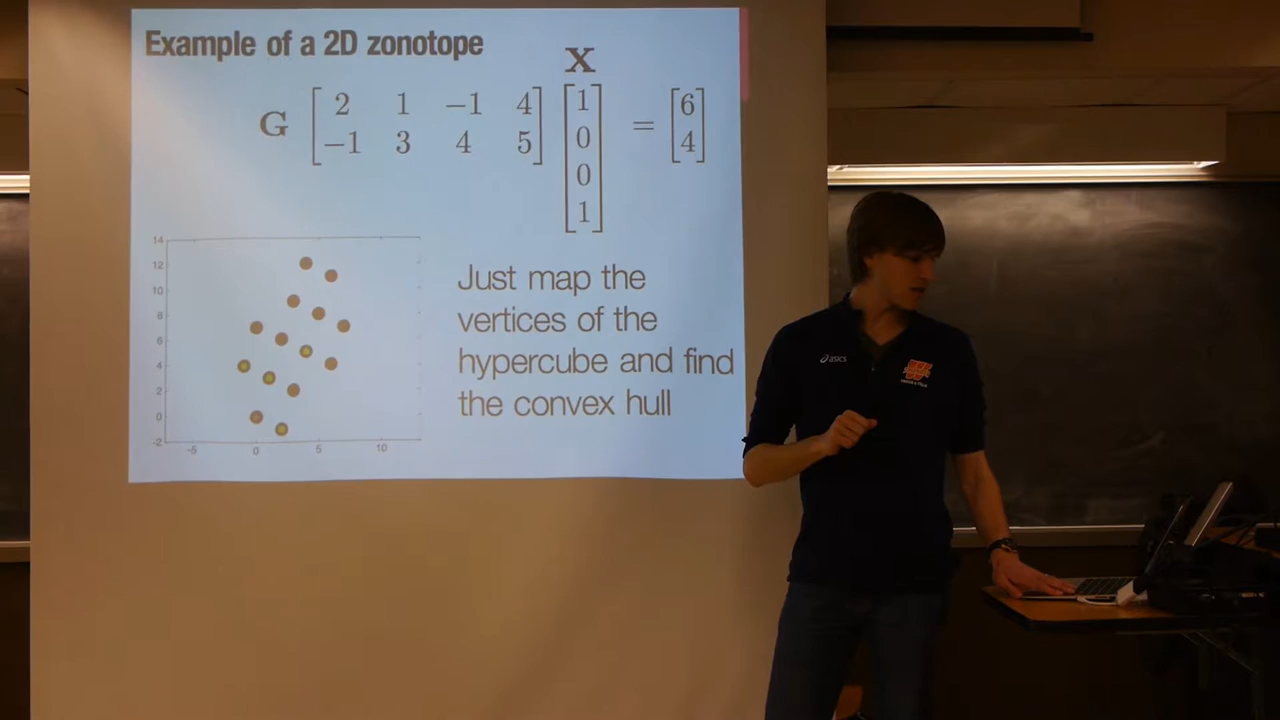 Example of a 2D zonotope
X
G [2 1 −1 4] [1] = [6]
[−1 3 4 5] [0] [4]
[0]
[1]
14
12
10
8
6
4
2
0
-2
-5 0 5 10
Just map the
vertices of the
hypercube and find
the convex hull
asics